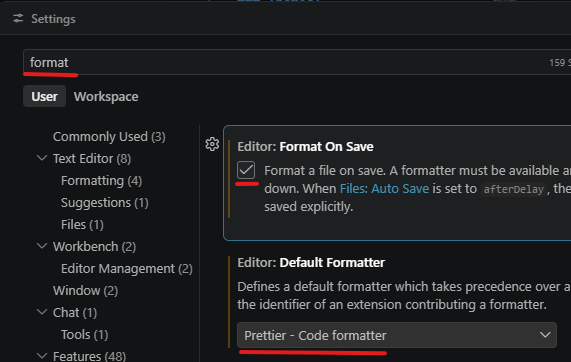 Settings
format
159 S
User
Workspace
Commonly Used (3)
Text Editor (8)
Formatting (4)
Suggestions (1)
Files (1)
Workbench (2)
Editor Management (2)
Window (2)
Chat (1)
Tools (1)
Features (48)
Editor: Format On Save
Format a file on save. A formatter must be available an
down. When Files: Auto Save is set to afterDelay, the
saved explicitly.
Editor: Default Formatter
Defines a default formatter which takes precedence over a
the identifier of an extension contributing a formatter.
Prettier - Code formatter